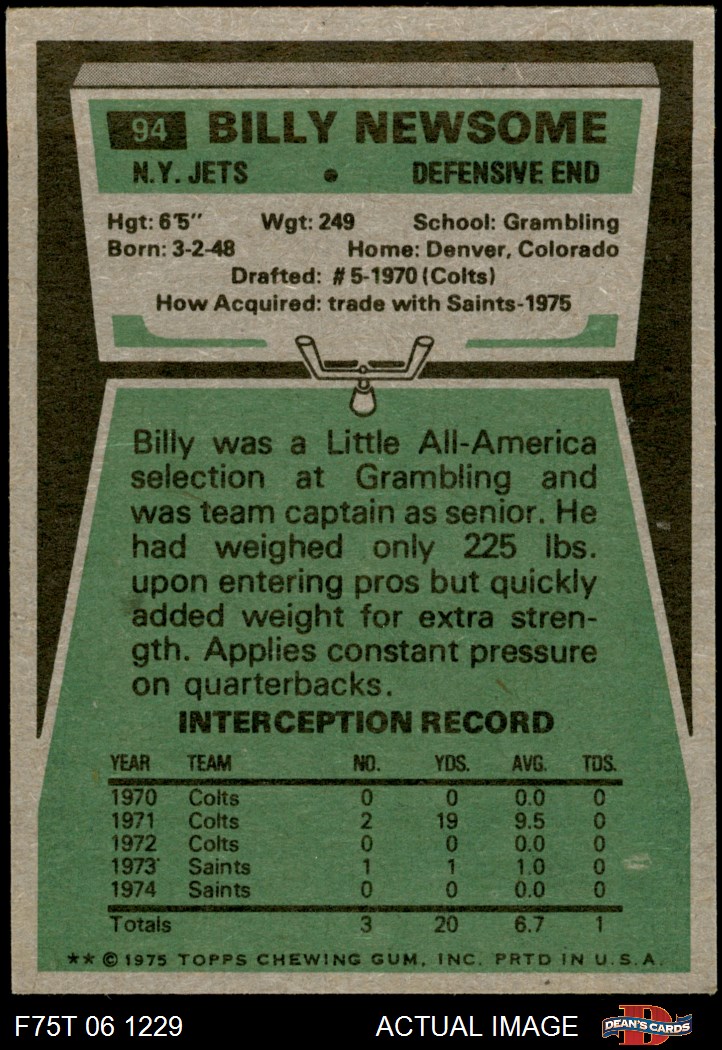 94 BILLY NEWSOME
N.Y. JETS • DEFENSIVE END
Hgt: 6'5" Wgt: 249 School: Grambling
Born: 3-2-48 Home: Denver, Colorado
Drafted: #5-1970 (Colts)
How Acquired: trade with Saints-1975
Billy was a Little All-America
selection at Grambling and
was team captain as senior. He
had weighed only 225 lbs.
upon entering pros but quickly
added weight for extra stren-
gth. Applies constant pressure
on quarterbacks.
INTERCEPTION RECORD
YEAR TEAM NO. YDS. AVG. TDS.
1970 Colts 0 0 0.0 0
1971 Colts 2 19 9.5 0
1972 Colts 0 0 0.0 0
1973 Saints 1 1 1.0 0
1974 Saints 0 0 0.0 0
Totals 3 20 6.7 1
** © 1975 TOPPS CHEWING GUM, INC. PRTD IN U.S.A.
F75T 06 1229 ACTUAL IMAGE DEAN'S CARDS